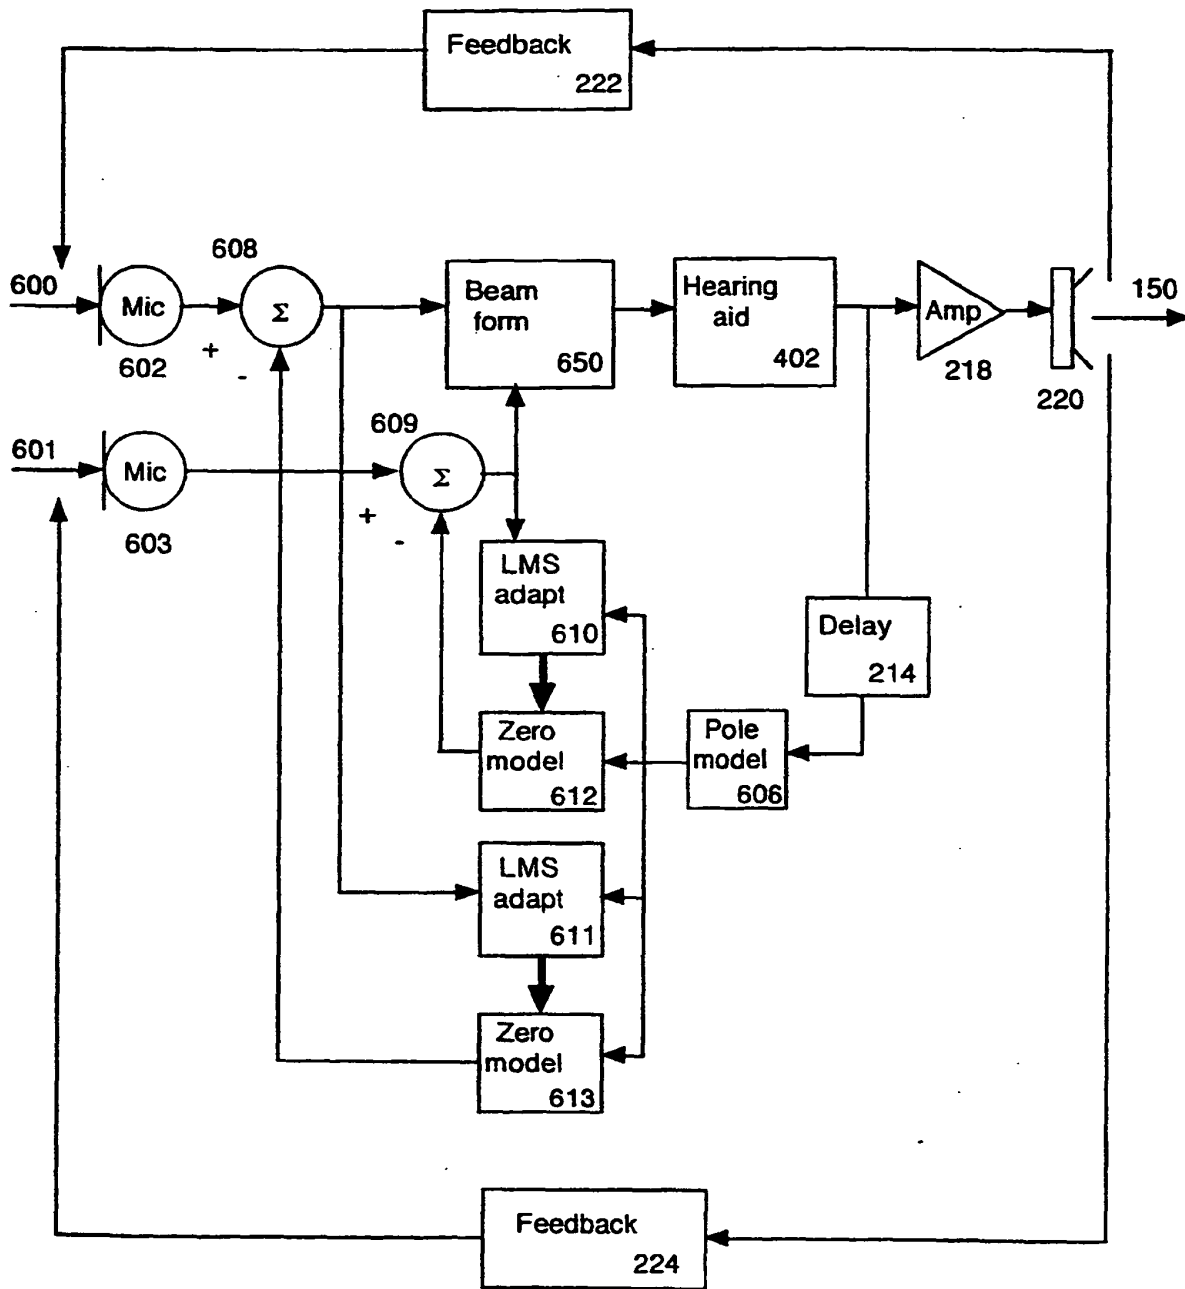 Feedback
222
600
Mic
602
608
Σ
+
-
Beam
form
650
Hearing
aid
402
Amp
218
220
150
601
Mic
603
609
Σ
+
-
LMS
adapt
610
Delay
214
Zero
model
612
Pole
model
606
LMS
adapt
611
Zero
model
613
Feedback
224